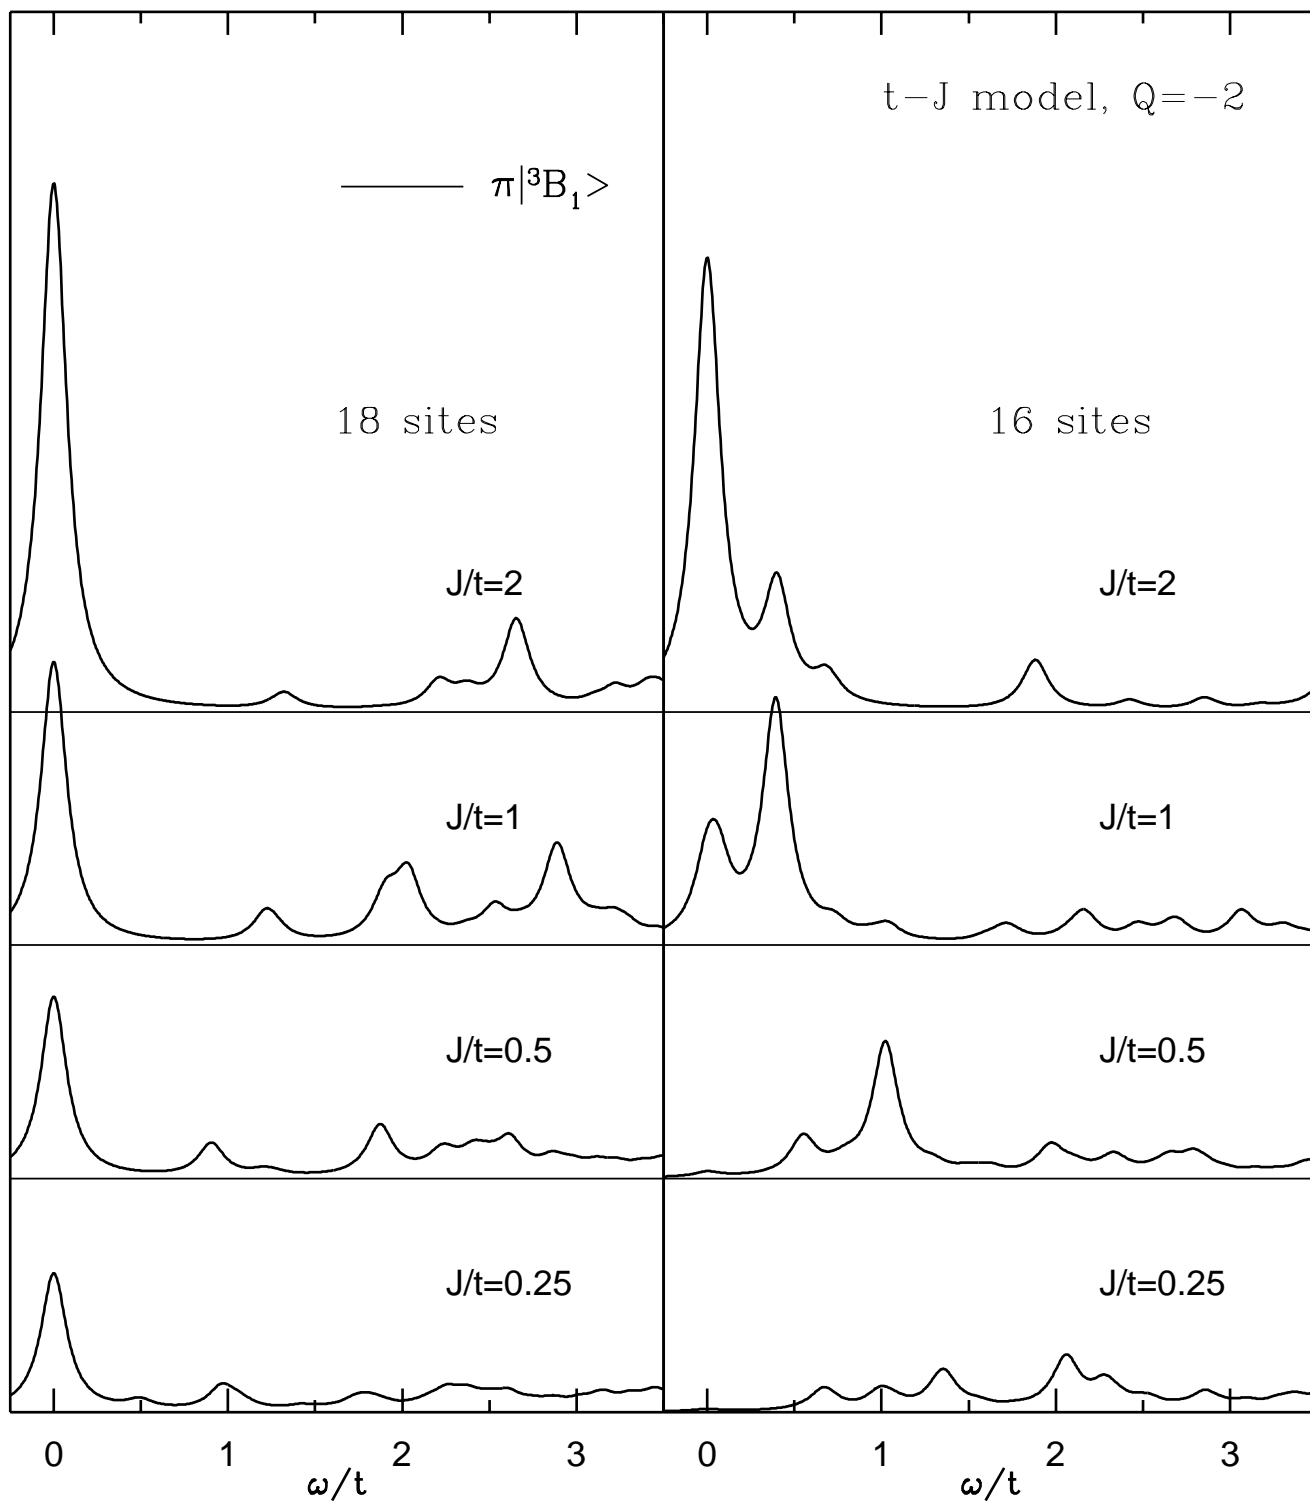 t−J model, Q=−2
π|³B₁>
18 sites
16 sites
J/t=2
J/t=2
J/t=1
J/t=1
J/t=0.5
J/t=0.5
J/t=0.25
J/t=0.25
0 1 2 3 0 1 2 3
ω/t ω/t